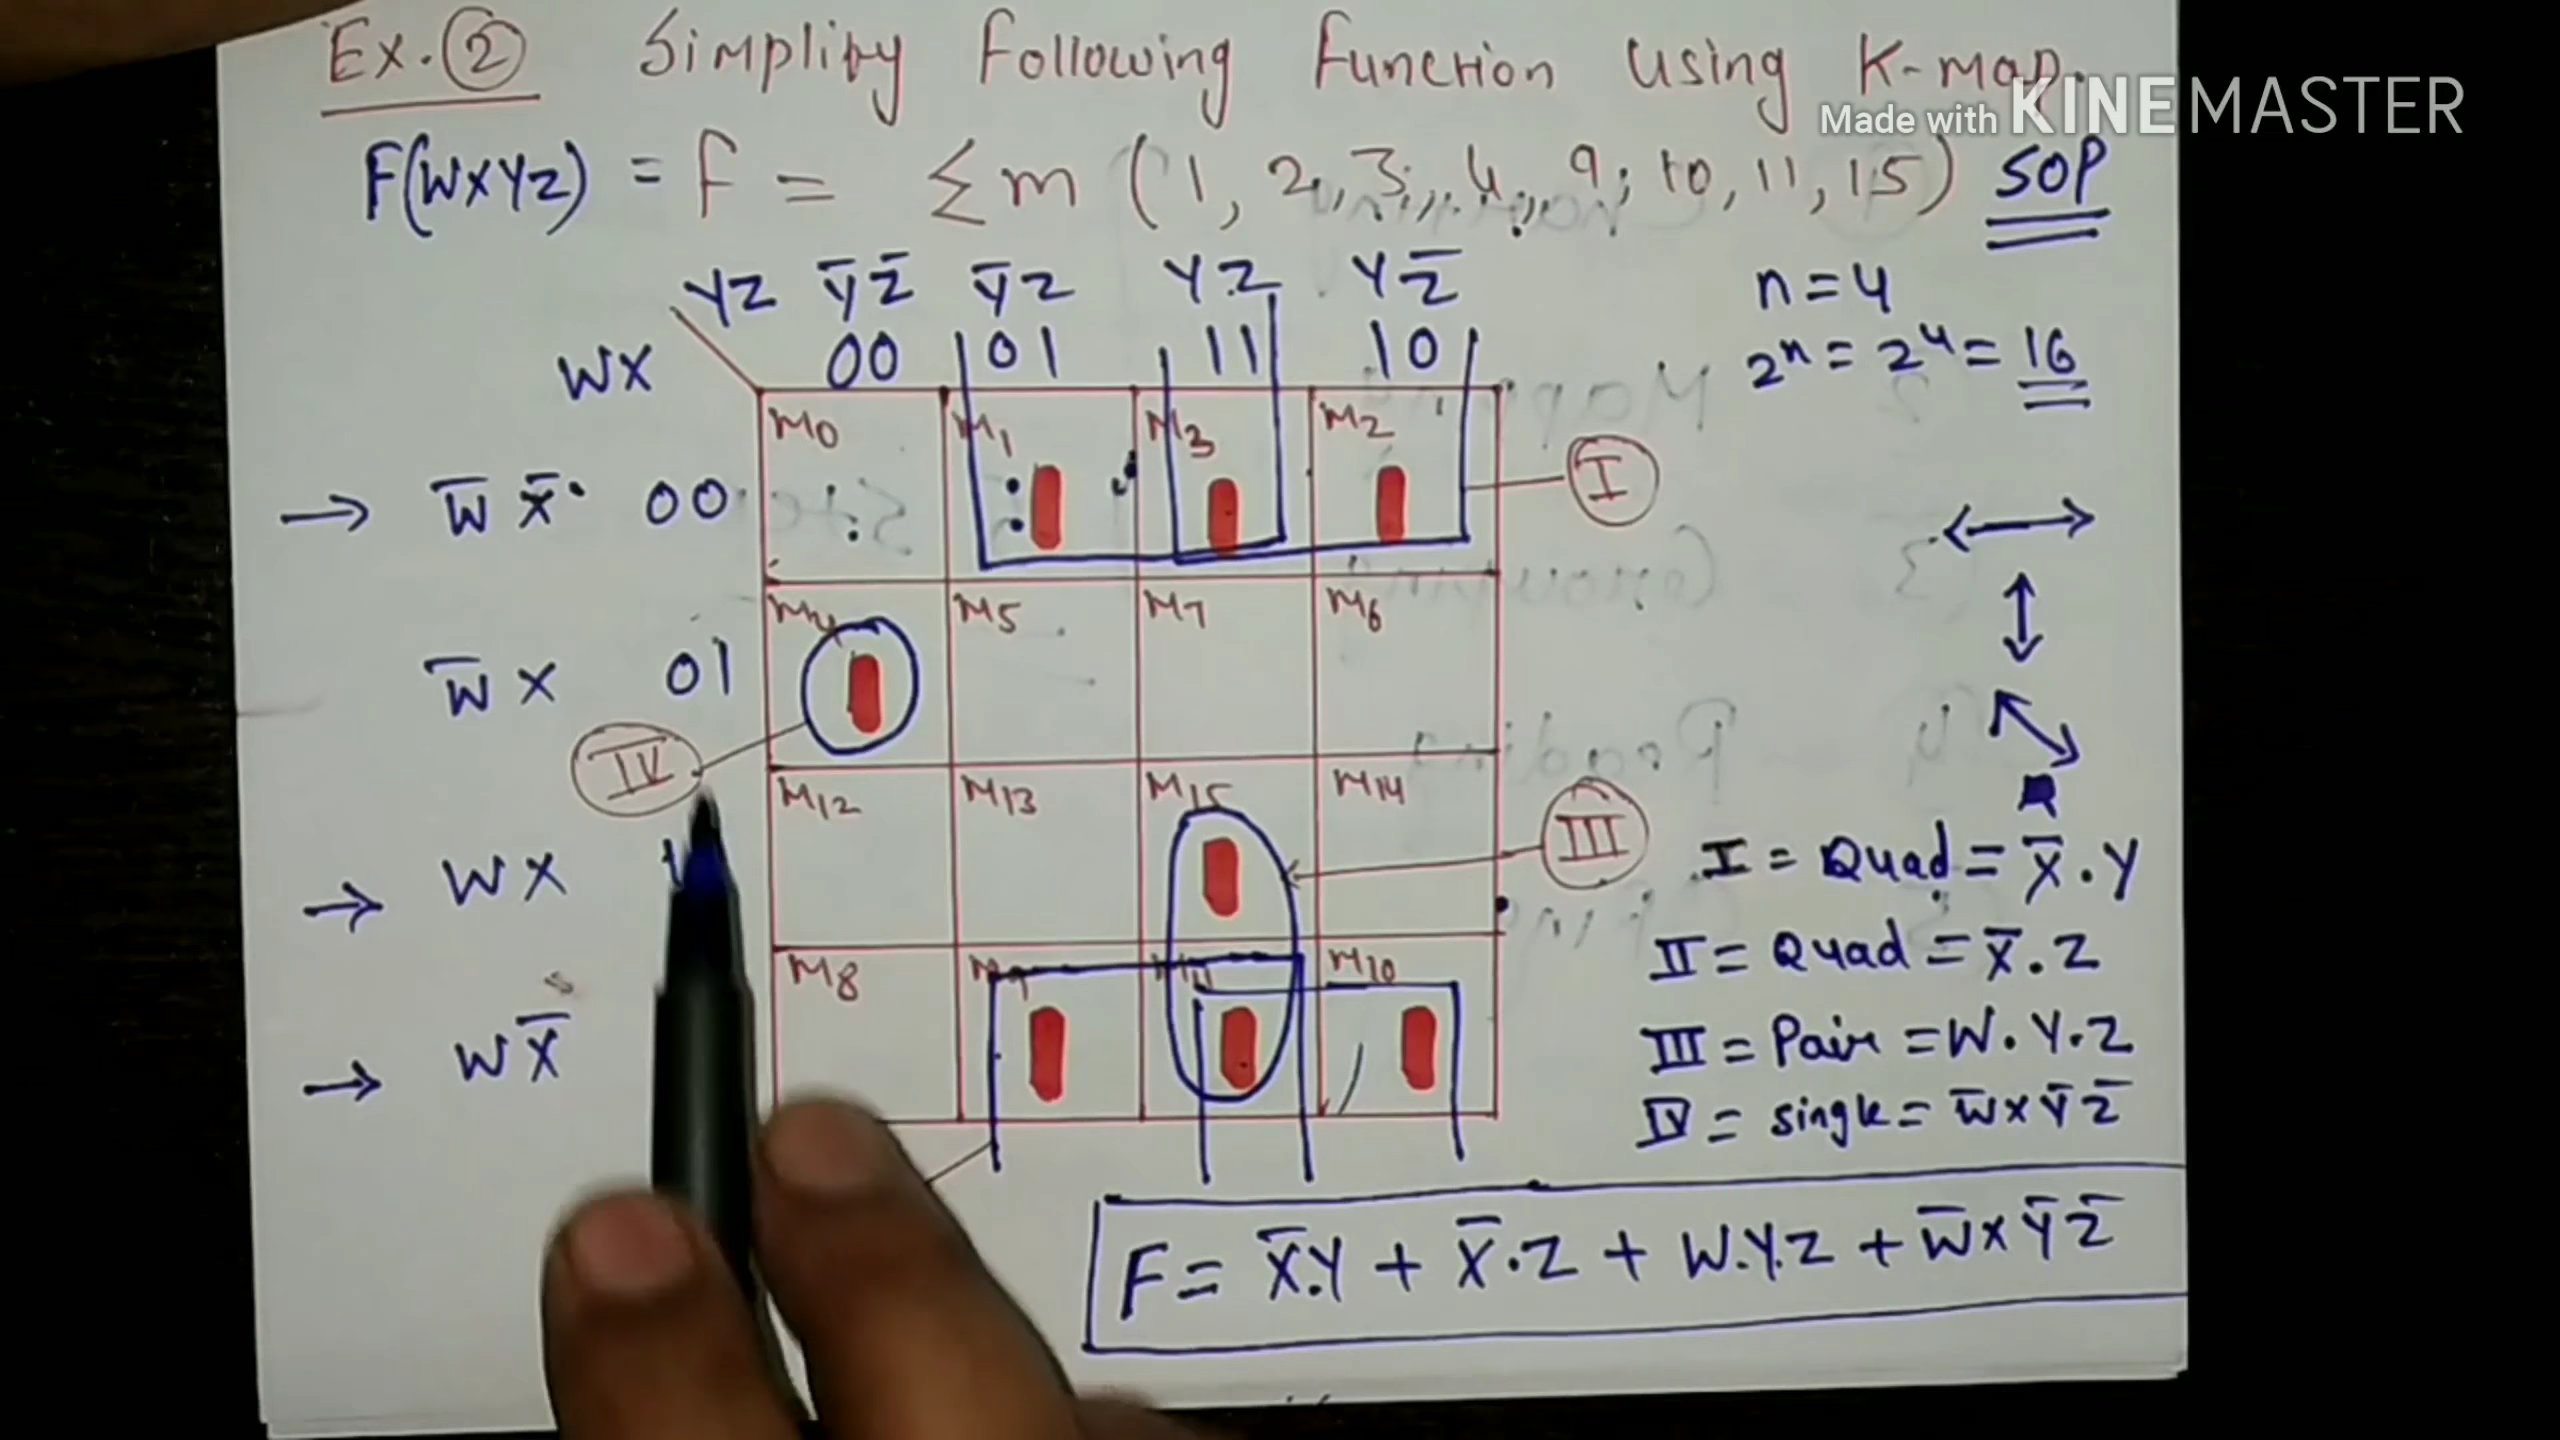 Ex. ② Simplify Following Function Using K-map.
Made with KINEMASTER
F(WXYZ) = f = Σm (1, 2, 3, 4, 9, 10, 11, 15) SOP
YZ ȲZ̄ ȲZ YZ YZ̄
WX 00 01 11 10
n=4
2ⁿ = 2⁴ = 16
M0 M1 M3 M2
→ W̄ X̄ 00
I
M4 M5 M7 M6
W̄ X 01
IV
M12 M13 M15 M14
→ W X 1
III
M8 M9 M11 M10
→ W X̄
I = Quad = X̄.Y
II = Quad = X̄.Z
III = Pair = W.Y.Z
IV = single = W̄XȲZ̄
F = X̄.Y + X̄.Z + W.Y.Z + W̄XȲZ̄